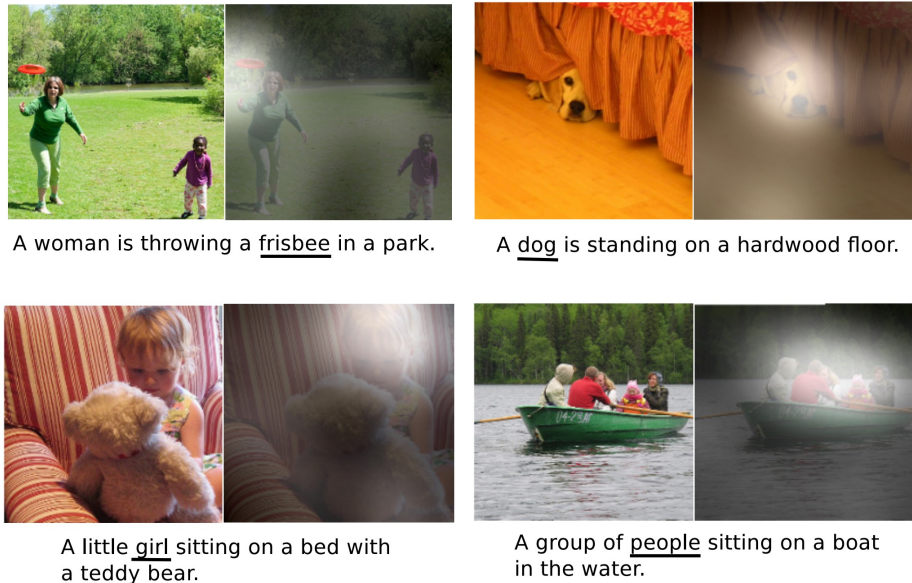 A woman is throwing a frisbee in a park.
A dog is standing on a hardwood floor.
A little girl sitting on a bed with
a teddy bear.
A group of people sitting on a boat
in the water.